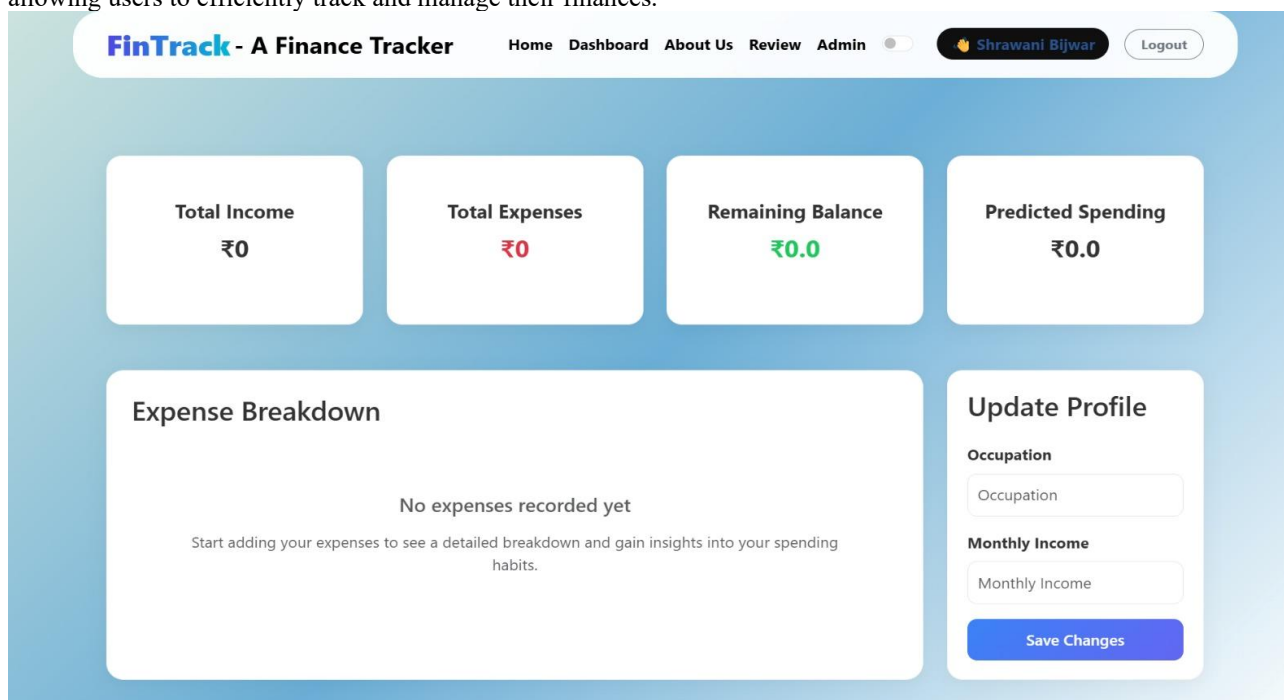 allowing users to efficiently track and manage their finances.
FinTrack - A Finance Tracker Home Dashboard About Us Review Admin 👋 Shrawani Bijwar Logout
Total Income
₹0
Total Expenses
₹0
Remaining Balance
₹0.0
Predicted Spending
₹0.0
Expense Breakdown
No expenses recorded yet
Start adding your expenses to see a detailed breakdown and gain insights into your spending
habits.
Update Profile
Occupation
Occupation
Monthly Income
Monthly Income
Save Changes